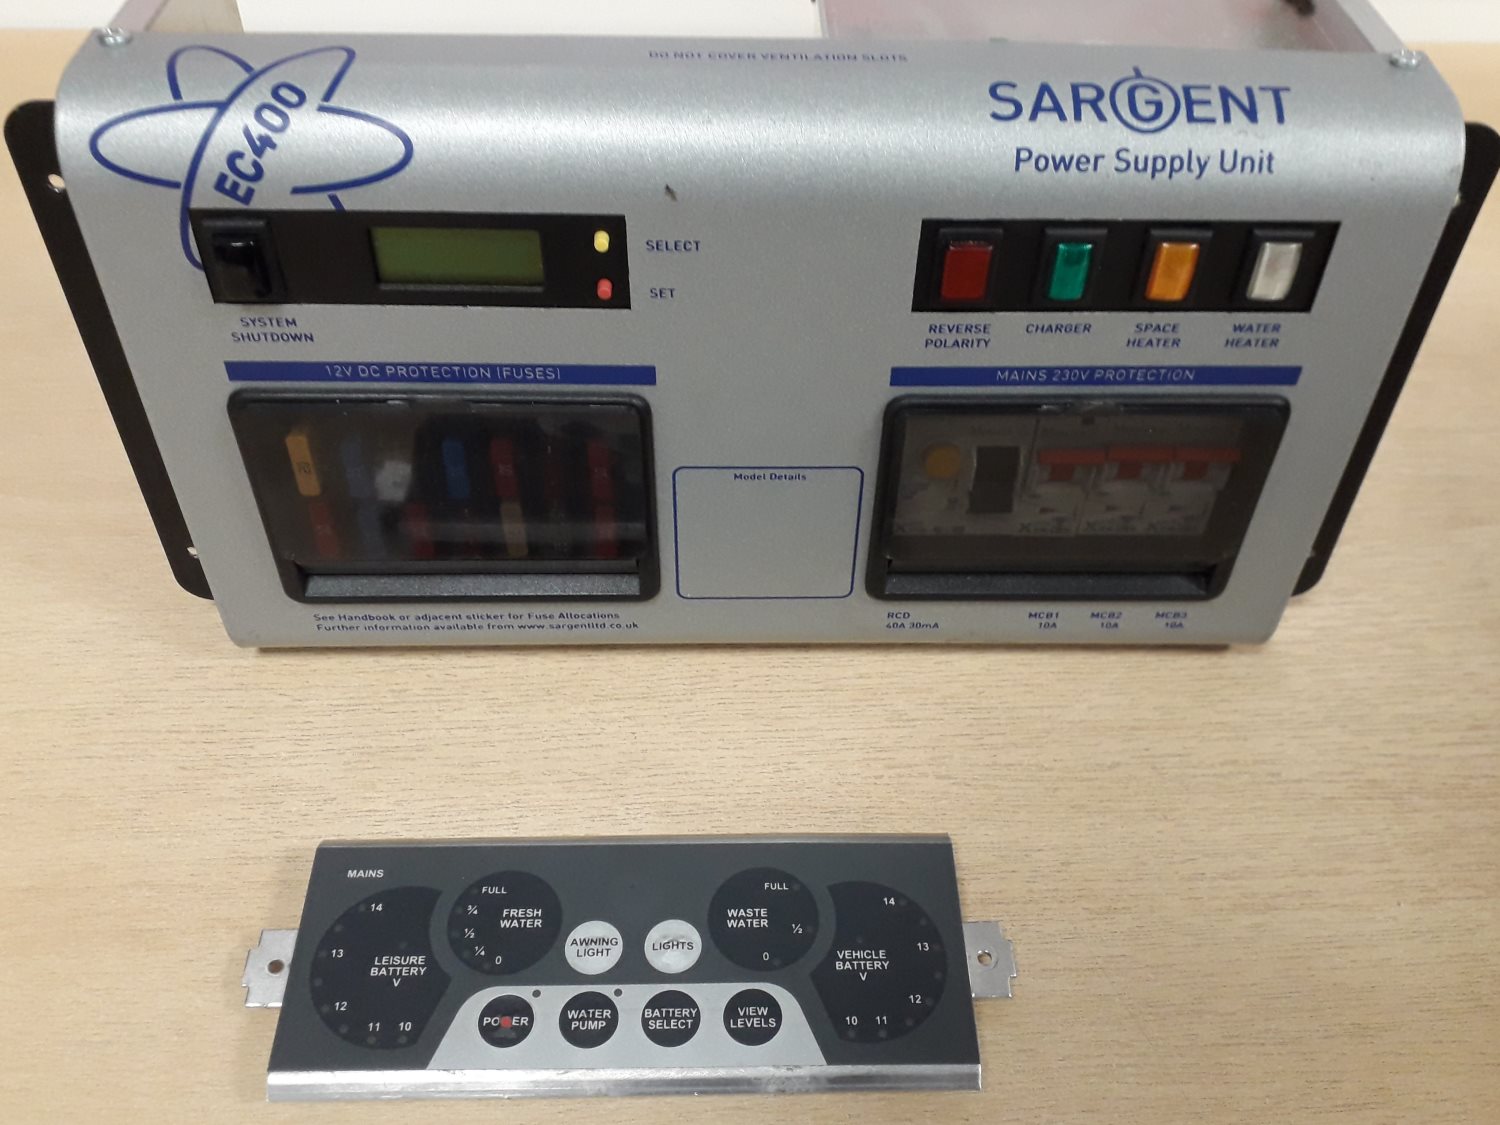 DO NOT COVER VENTILATION SLOTS
EC400
SARGENT
Power Supply Unit
SELECT
SET
SYSTEM
SHUTDOWN
REVERSE
POLARITY
CHARGER
SPACE
HEATER
WATER
HEATER
12V DC PROTECTION (FUSES)
MAINS 230V PROTECTION
Model Details
See Handbook or adjacent sticker for Fuse Allocations
Further information available from www.sargentltd.co.uk
RCD
40A 30mA
MCB1
10A
MCB2
10A
MCB3
10A
MAINS
14
13
12
11
10
LEISURE
BATTERY
V
FULL
¾
½
¼
0
FRESH
WATER
AWNING
LIGHT
LIGHTS
FULL
½
0
WASTE
WATER
14
13
12
11
10
VEHICLE
BATTERY
V
POWER
WATER
PUMP
BATTERY
SELECT
VIEW
LEVELS